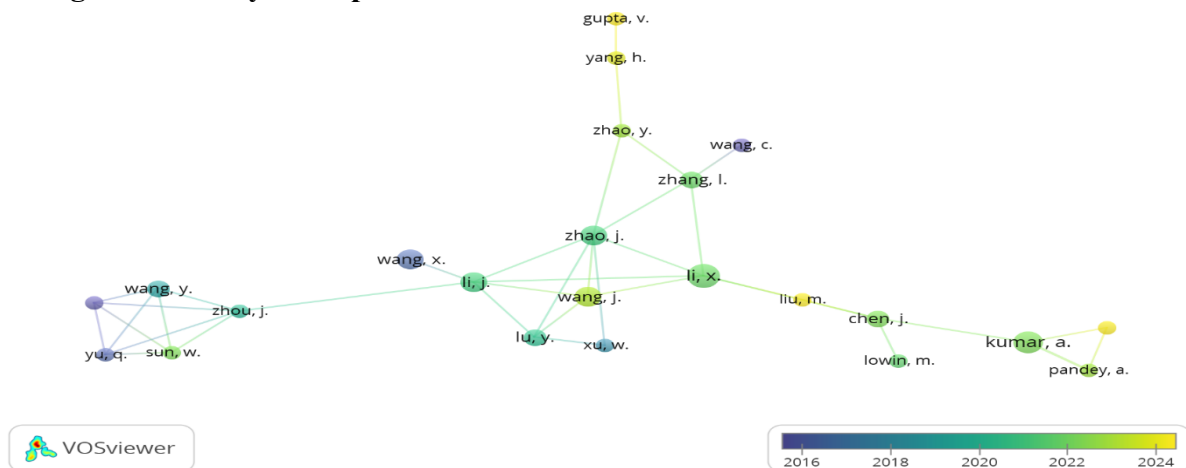 gupta, v.
yang, h.
zhao, y.
wang, c.
zhang, l.
zhao, j.
wang, x.
li, j.
li, x.
wang, y.
zhou, j.
wang, j.
liu, m.
chen, j.
yu, q.
sun, w.
lu, y.
xu, w.
lowin, m.
kumar, a.
pandey, a.
VOSviewer
2016 2018 2020 2022 2024